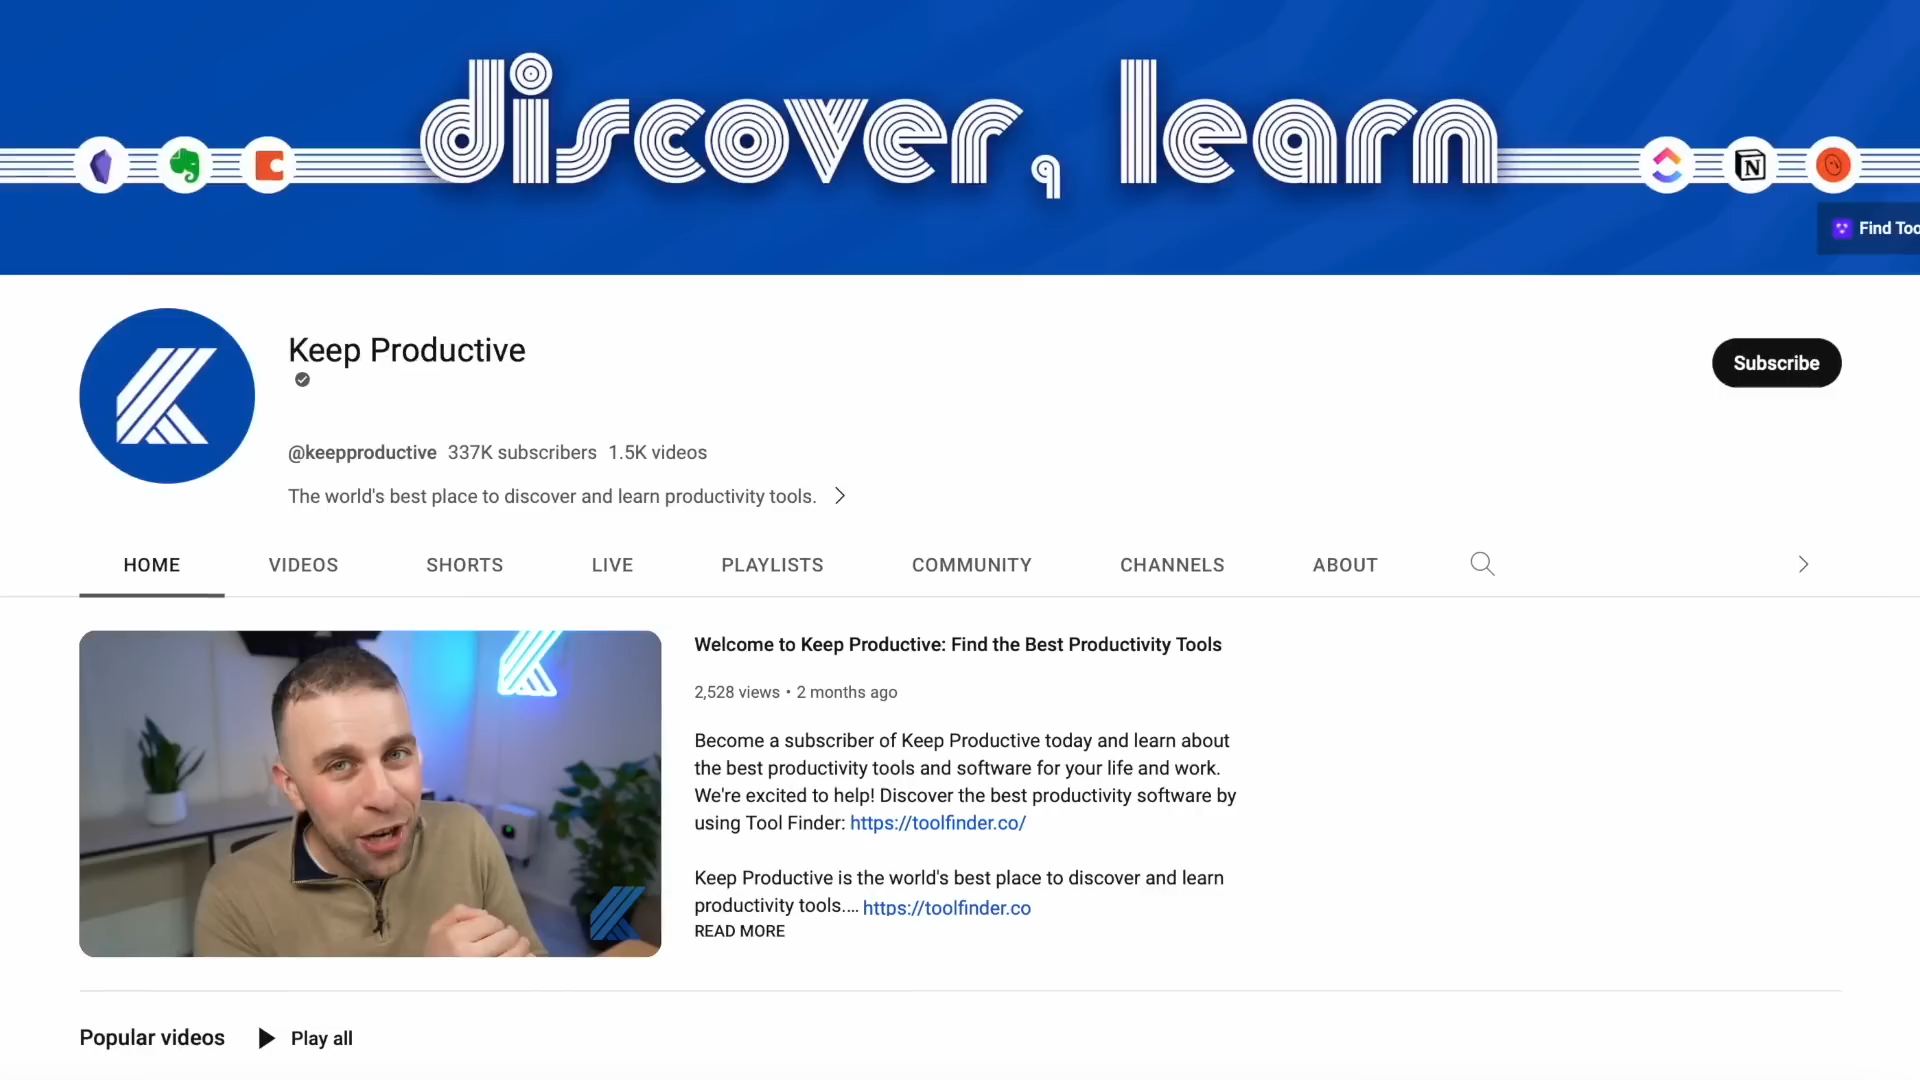 discover, learn
Find Too
Keep Productive
Subscribe
@keepproductive 337K subscribers 1.5K videos
The world's best place to discover and learn productivity tools.
HOME VIDEOS SHORTS LIVE PLAYLISTS COMMUNITY CHANNELS ABOUT
Welcome to Keep Productive: Find the Best Productivity Tools
2,528 views • 2 months ago
Become a subscriber of Keep Productive today and learn about
the best productivity tools and software for your life and work.
We're excited to help! Discover the best productivity software by
using Tool Finder: https://toolfinder.co/
Keep Productive is the world's best place to discover and learn
productivity tools.... https://toolfinder.co
READ MORE
Popular videos Play all